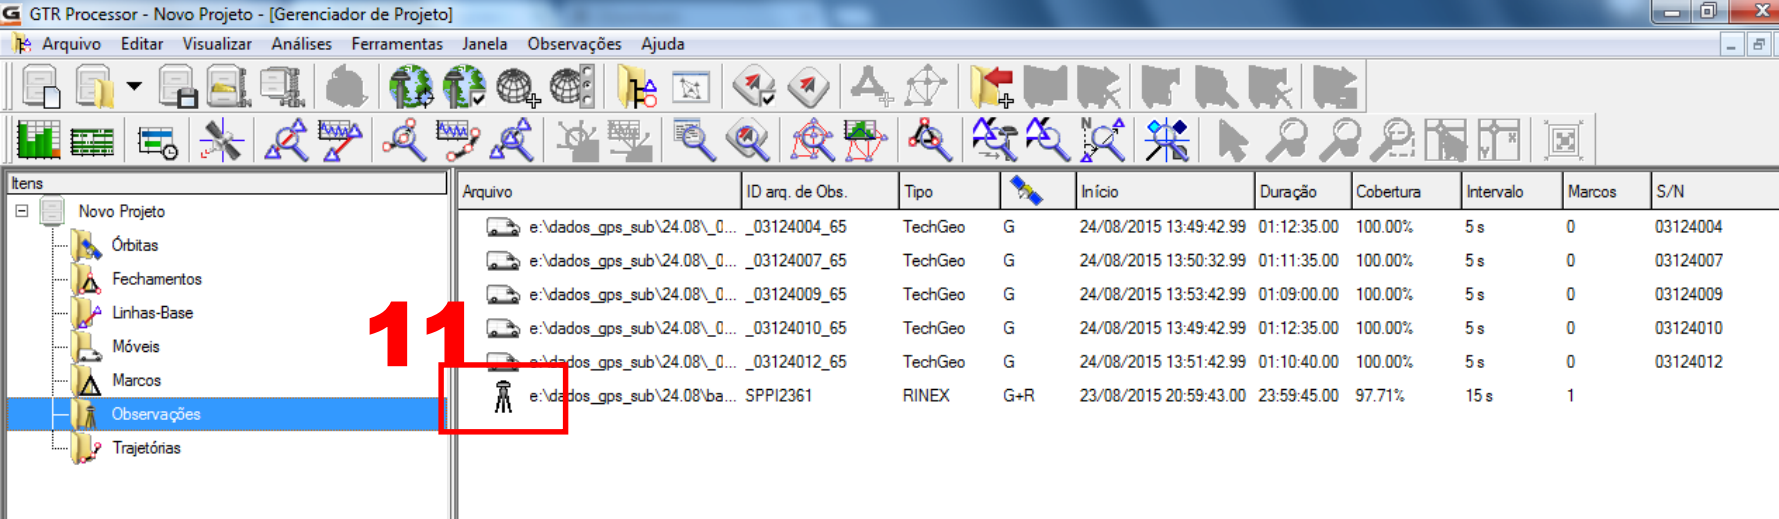 GTR Processor - Novo Projeto - [Gerenciador de Projeto]
Arquivo Editar Visualizar Análises Ferramentas Janela Observações Ajuda
Itens
Novo Projeto
Órbitas
Fechamentos
Linhas-Base
Móveis
Marcos
Observações
Trajetórias
11
Arquivo ID arq. de Obs. Tipo Início Duração Cobertura Intervalo Marcos S/N
e:\dados_gps_sub\24.08\_0... _03124004_65 TechGeo G 24/08/2015 13:49:42.99 01:12:35.00 100.00% 5 s 0 03124004
e:\dados_gps_sub\24.08\_0... _03124007_65 TechGeo G 24/08/2015 13:50:32.99 01:11:35.00 100.00% 5 s 0 03124007
e:\dados_gps_sub\24.08\_0... _03124009_65 TechGeo G 24/08/2015 13:53:42.99 01:09:00.00 100.00% 5 s 0 03124009
e:\dados_gps_sub\24.08\_0... _03124010_65 TechGeo G 24/08/2015 13:49:42.99 01:12:35.00 100.00% 5 s 0 03124010
e:\dados_gps_sub\24.08\_0... _03124012_65 TechGeo G 24/08/2015 13:51:42.99 01:10:40.00 100.00% 5 s 0 03124012
e:\dados_gps_sub\24.08\ba... SPPI2361 RINEX G+R 23/08/2015 20:59:43.00 23:59:45.00 97.71% 15 s 1